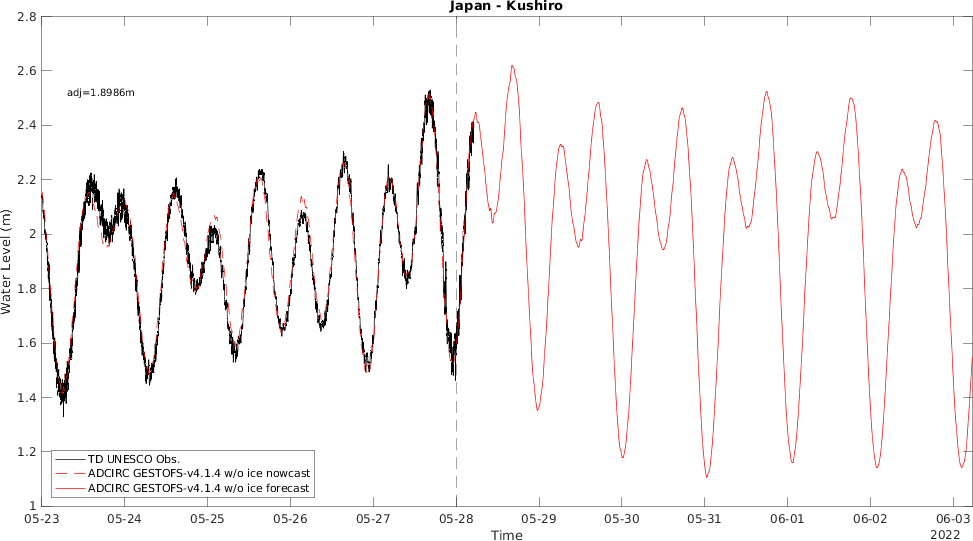 Japan - Kushiro
2.8
2.6
2.4
2.2
2
1.8
1.6
1.4
1.2
1
Water Level (m)
adj=1.8986m
TD UNESCO Obs.
ADCIRC GESTOFS-v4.1.4 w/o ice nowcast
ADCIRC GESTOFS-v4.1.4 w/o ice forecast
05-23 05-24 05-25 05-26 05-27 05-28 05-29 05-30 05-31 06-01 06-02 06-03
Time
2022